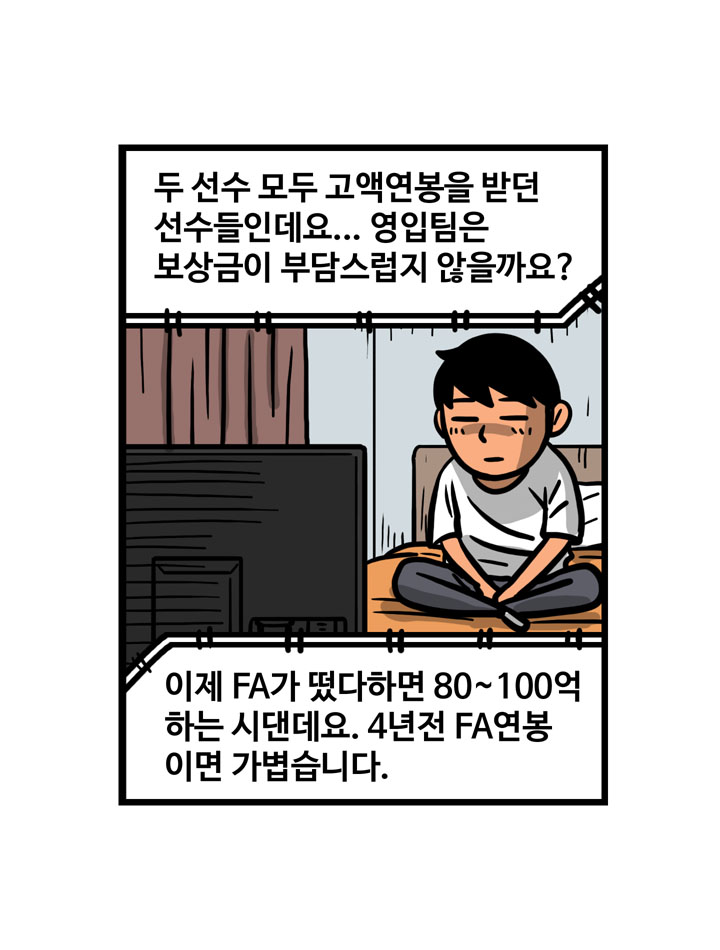 두 선수 모두 고액연봉을 받던
선수들인데요... 영입팀은
보상금이 부담스럽지 않을까요?
이제 FA가 떴다하면 80~100억
하는 시댄데요. 4년전 FA연봉
이면 가볍습니다.